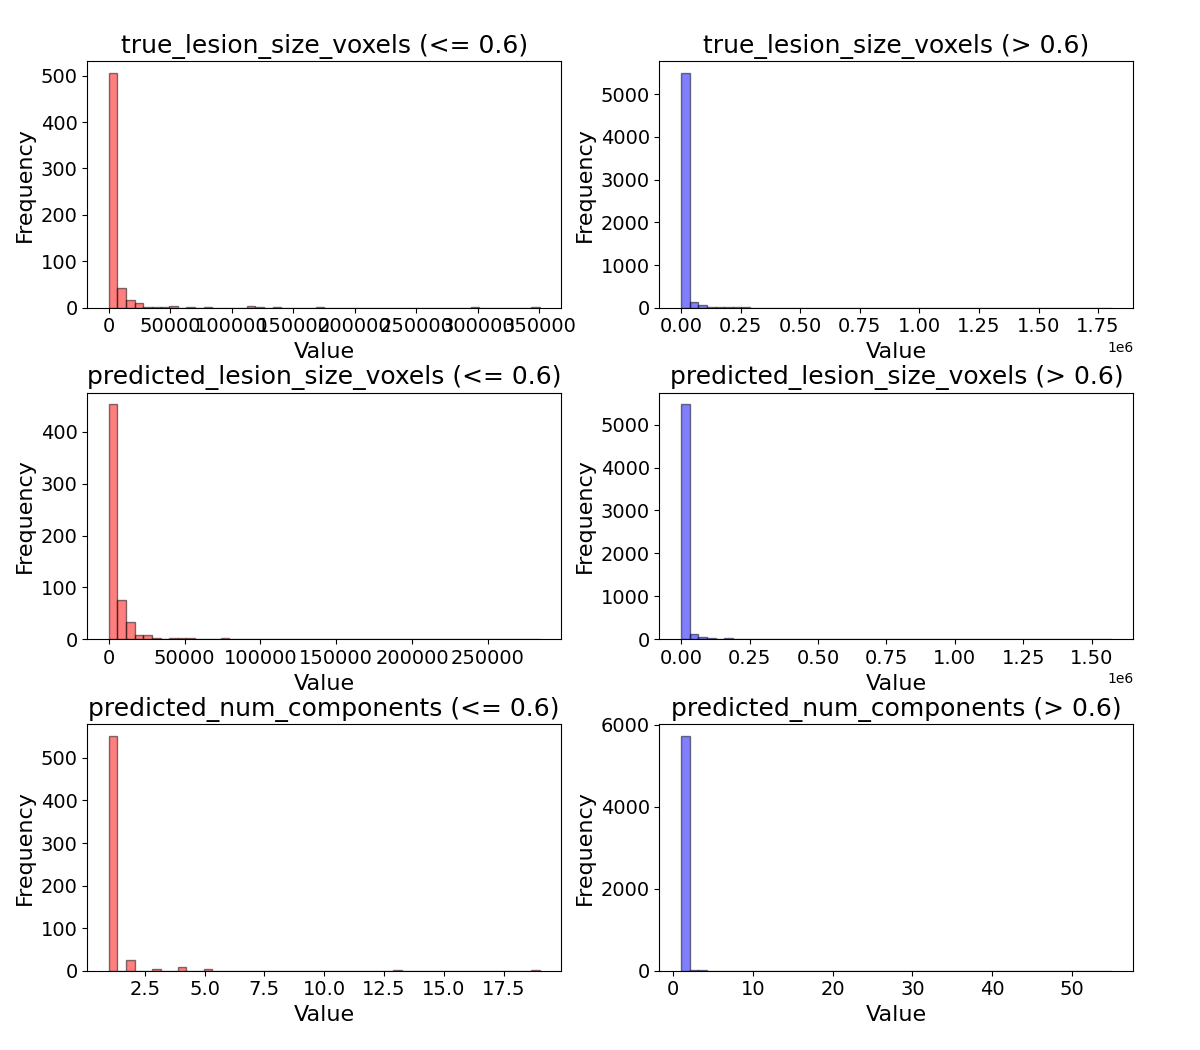 true_lesion_size_voxels (<= 0.6)
Frequency
500
400
300
200
100
0
0 50000 100000 150000 200000 250000 300000 350000
Value
true_lesion_size_voxels (> 0.6)
Frequency
5000
4000
3000
2000
1000
0
0.00 0.25 0.50 0.75 1.00 1.25 1.50 1.75
1e6
Value
predicted_lesion_size_voxels (<= 0.6)
Frequency
400
300
200
100
0
0 50000 100000 150000 200000 250000
Value
predicted_lesion_size_voxels (> 0.6)
Frequency
5000
4000
3000
2000
1000
0
0.00 0.25 0.50 0.75 1.00 1.25 1.50
1e6
Value
predicted_num_components (<= 0.6)
Frequency
500
400
300
200
100
0
2.5 5.0 7.5 10.0 12.5 15.0 17.5
Value
predicted_num_components (> 0.6)
Frequency
6000
4000
2000
0
0 10 20 30 40 50
Value